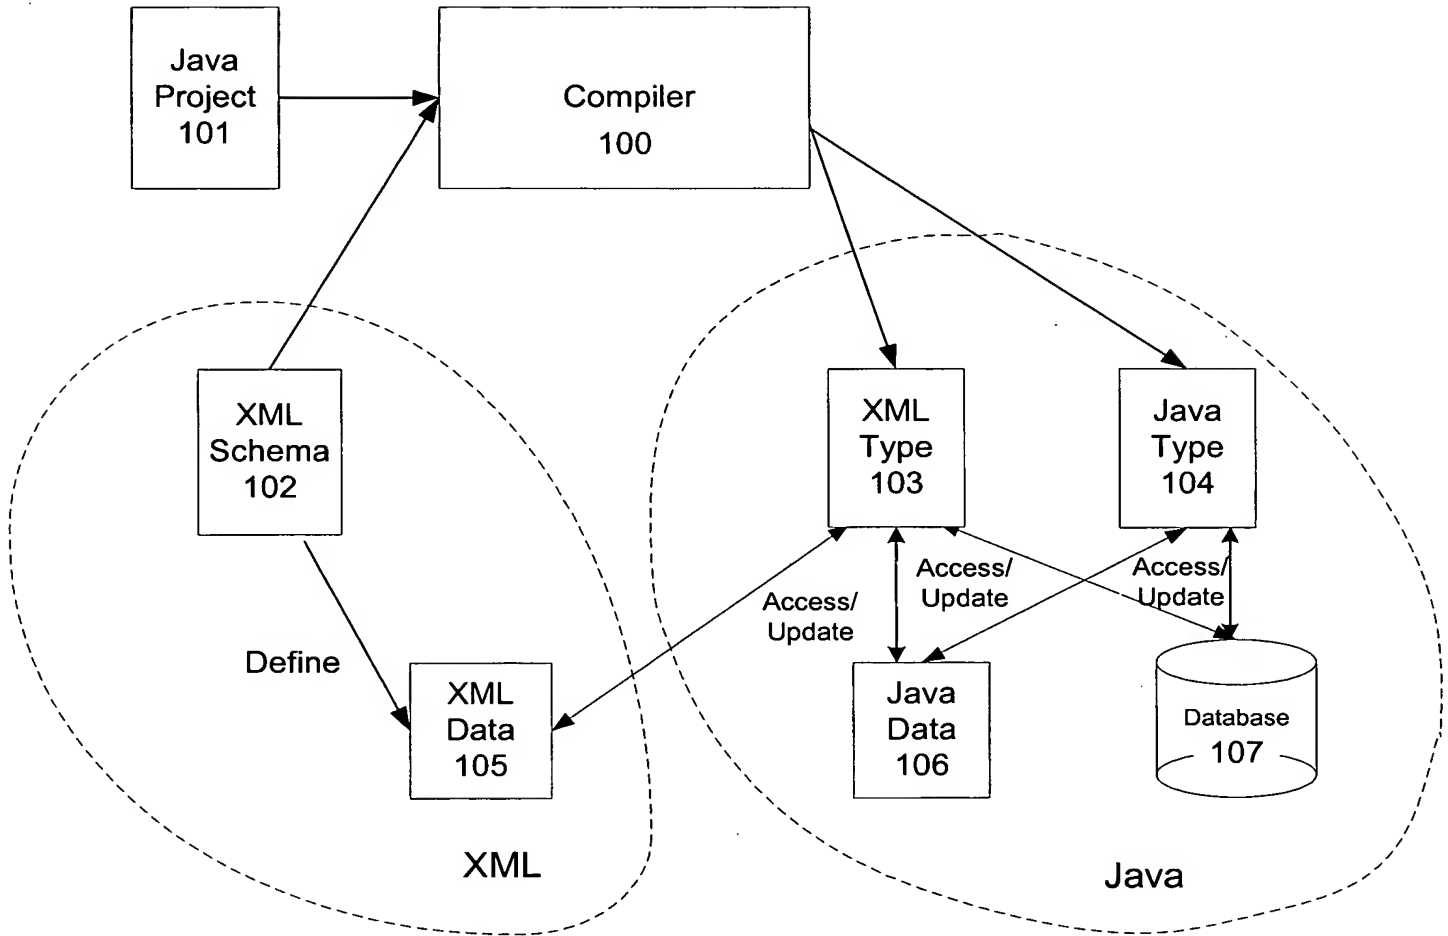 Java
Project
101
Compiler
100
XML
Schema
102
XML
Type
103
Java
Type
104
Access/
Update
Access/
Update
Access/
Update
Define
XML
Data
105
Java
Data
106
Database
107
XML
Java